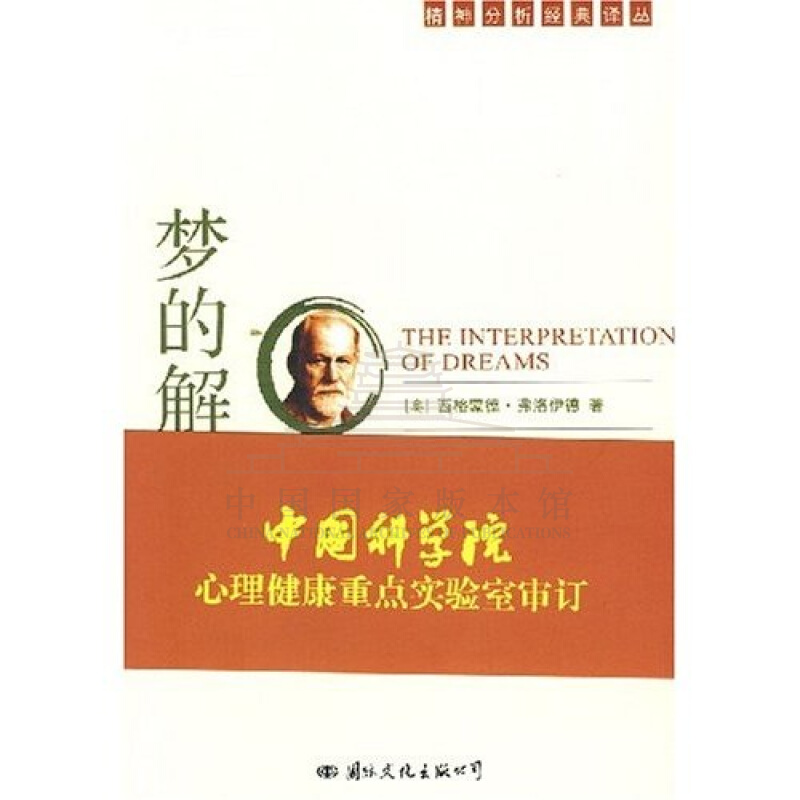 精神分析经典译丛
梦的解
THE INTERPRETATION
OF DREAMS
[奥] 西格蒙德·弗洛伊德 著
中国国家版本馆
中国科学院
心理健康重点实验室审订
国际文化出版公司